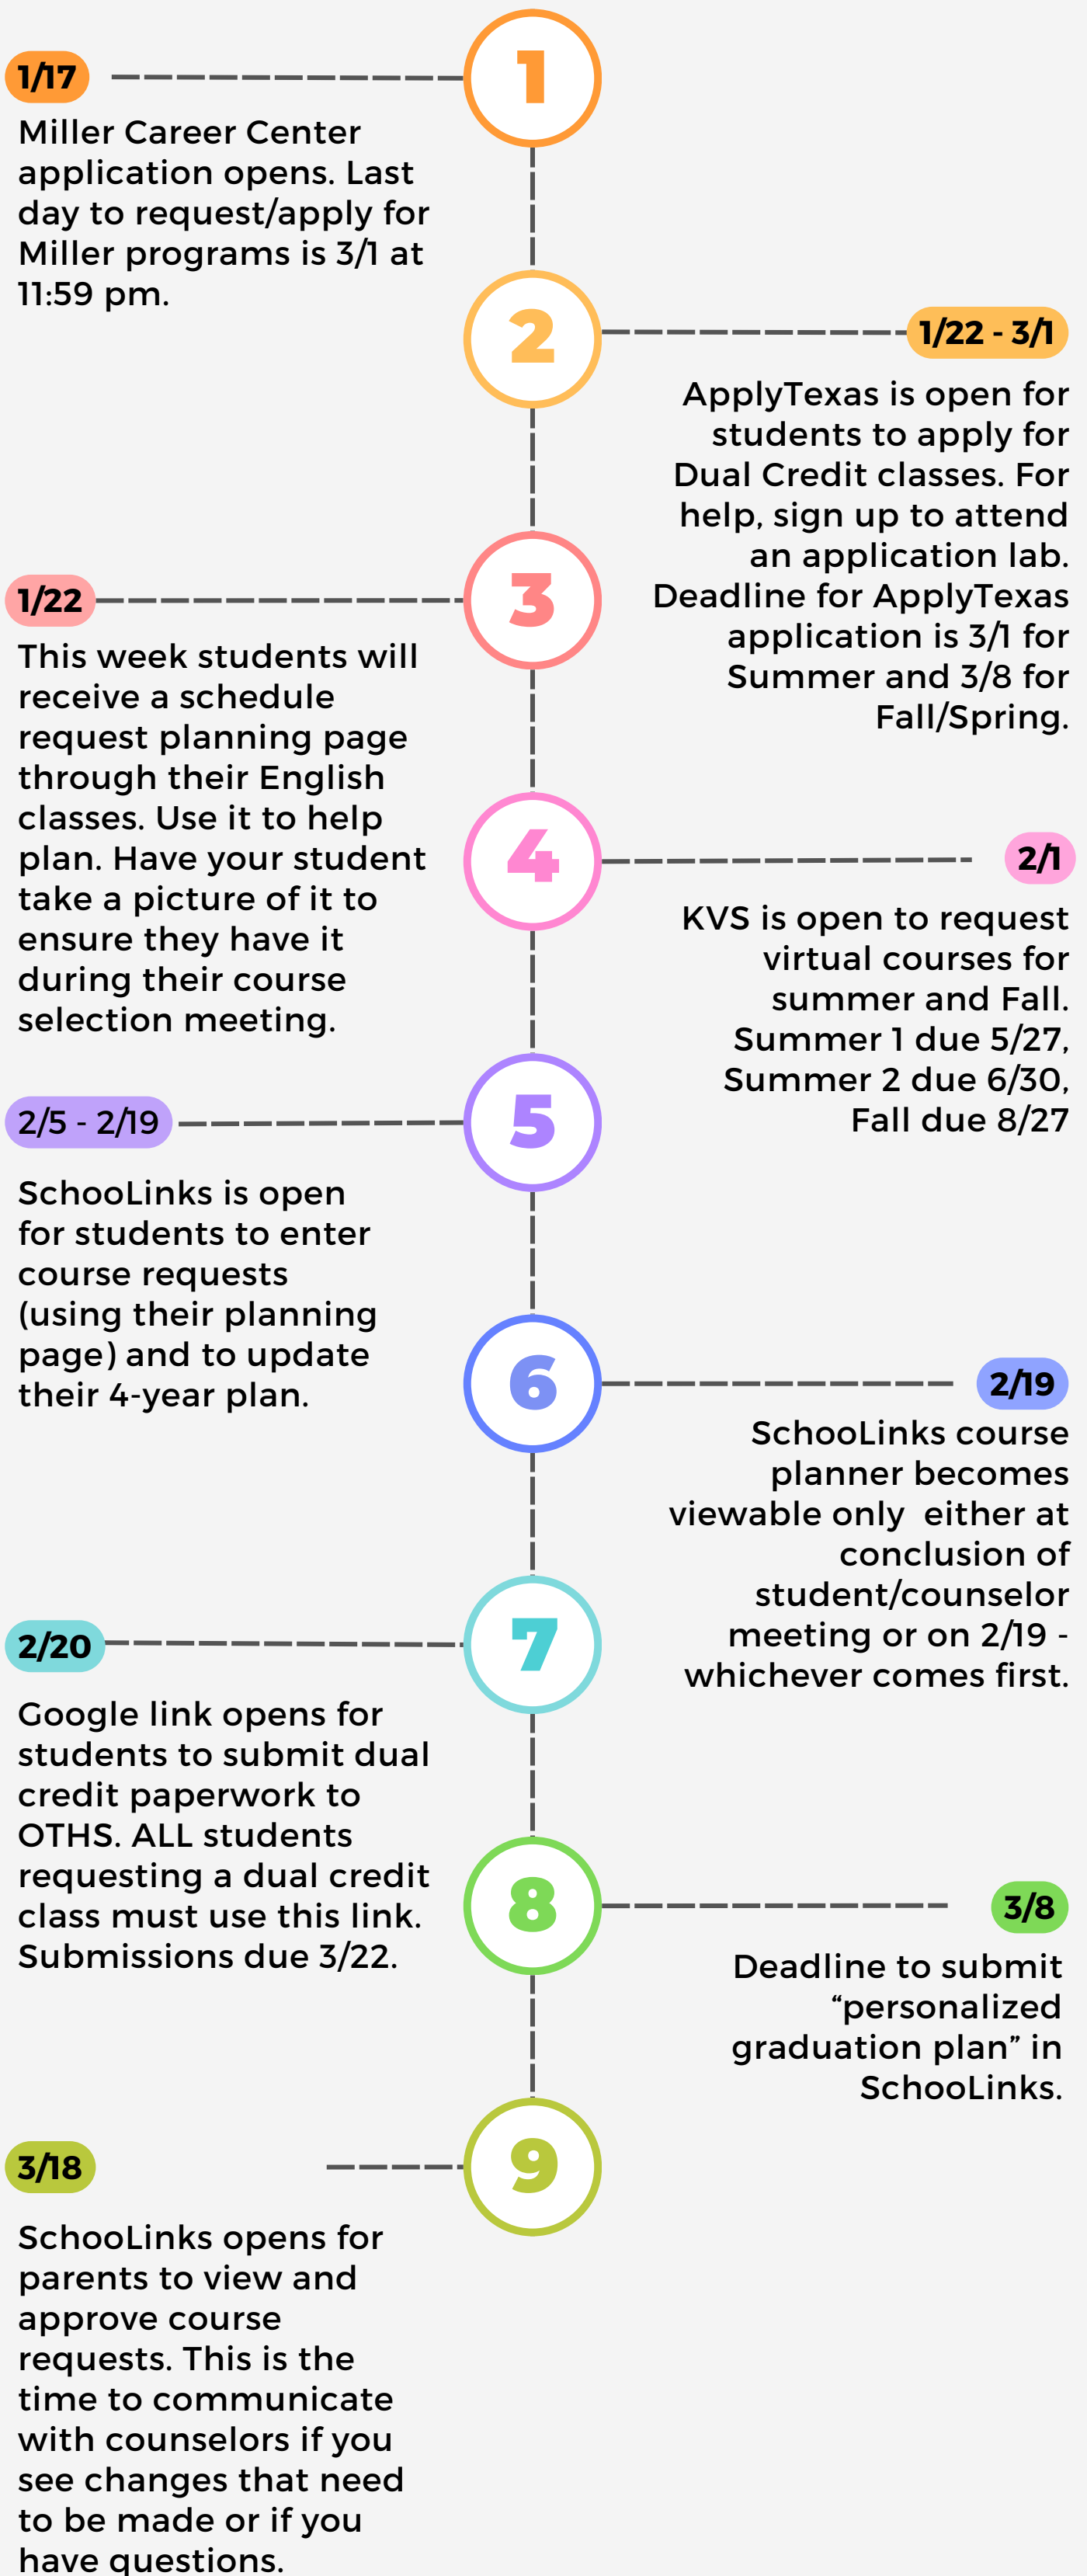 1
1/17
Miller Career Center
application opens. Last
day to request/apply for
Miller programs is 3/1 at
11:59 pm.
2
1/22 - 3/1
ApplyTexas is open for
students to apply for
Dual Credit classes. For
help, sign up to attend
an application lab.
Deadline for ApplyTexas
application is 3/1 for
Summer and 3/8 for
Fall/Spring.
3
1/22
This week students will
receive a schedule
request planning page
through their English
classes. Use it to help
plan. Have your student
take a picture of it to
ensure they have it
during their course
selection meeting.
4
2/1
KVS is open to request
virtual courses for
summer and Fall.
Summer 1 due 5/27,
Summer 2 due 6/30,
Fall due 8/27
5
2/5 - 2/19
SchooLinks is open
for students to enter
course requests
(using their planning
page) and to update
their 4-year plan.
6
2/19
SchooLinks course
planner becomes
viewable only  either at
conclusion of
student/counselor
meeting or on 2/19 -
whichever comes first.
7
2/20
Google link opens for
students to submit dual
credit paperwork to
OTHS. ALL students
requesting a dual credit
class must use this link.
Submissions due 3/22.
8
3/8
Deadline to submit
“personalized
graduation plan” in
SchooLinks.
9
3/18
SchooLinks opens for
parents to view and
approve course
requests. This is the
time to communicate
with counselors if you
see changes that need
to be made or if you
have questions.